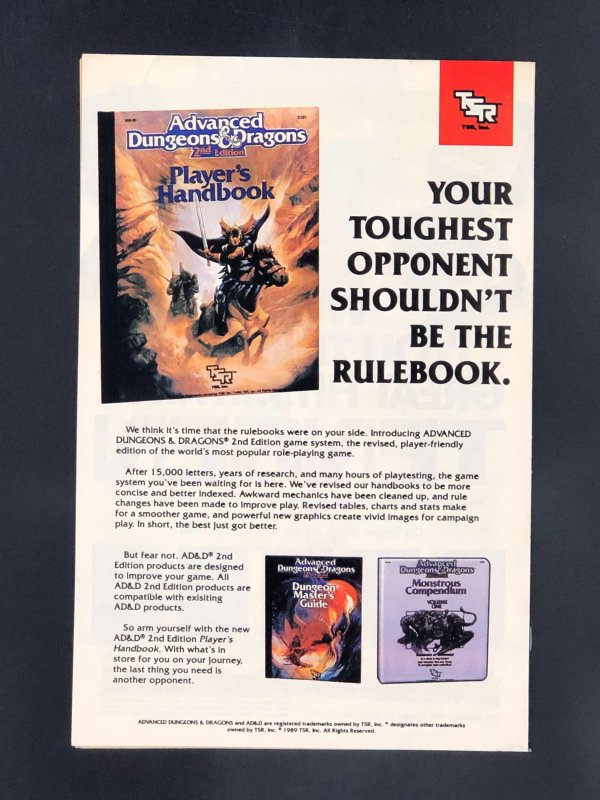 TSR
TSR, Inc.
Advanced
Dungeons & Dragons
2nd Edition
Player's
Handbook
TSR
TSR, Inc.
YOUR
TOUGHEST
OPPONENT
SHOULDN'T
BE THE
RULEBOOK.
We think it's time that the rulebooks were on your side. Introducing ADVANCED
DUNGEONS & DRAGONS® 2nd Edition game system, the revised, player-friendly
edition of the world's most popular role-playing game.
After 15,000 letters, years of research, and many hours of playtesting, the game
system you've been waiting for is here. We've revised our handbooks to be more
concise and better indexed. Awkward mechanics have been cleaned up, and rule
changes have been made to improve play. Revised tables, charts and stats make
for a smoother game, and powerful new graphics create vivid images for campaign
play. In short, the best just got better.
But fear not. AD&D® 2nd
Edition products are designed
to improve your game. All
AD&D 2nd Edition products are
compatible with exisiting
AD&D products.
So arm yourself with the new
AD&D® 2nd Edition Player's
Handbook. With what's in
store for you on your journey,
the last thing you need is
another opponent.
Advanced
Dungeons & Dragons
Dungeon
Master's
Guide
TSR
Advanced
Dungeons & Dragons
Monstrous
Compendium
VOLUME
ONE
TSR
ADVANCED DUNGEONS & DRAGONS and AD&D are registered trademarks owned by TSR, Inc. ™ designates other trademarks
owned by TSR, Inc. © 1989 TSR, Inc. All Rights Reserved.